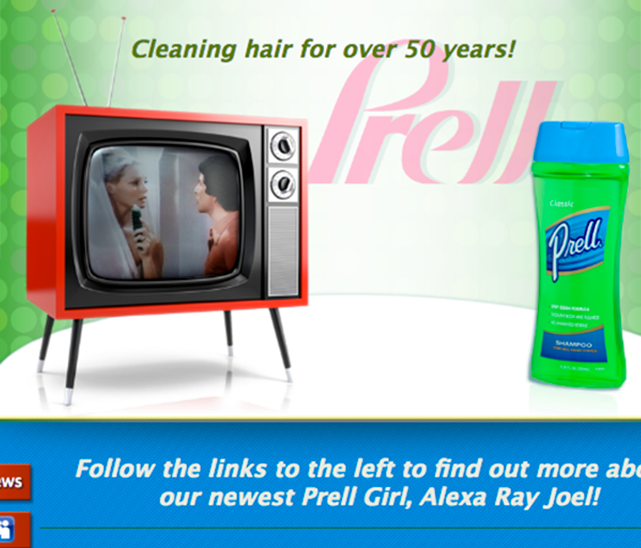 Cleaning hair for over 50 years!
Prell
Classic
Prell.
SHAMPOO
Follow the links to the left to find out more abo
our newest Prell Girl, Alexa Ray Joel!
ews